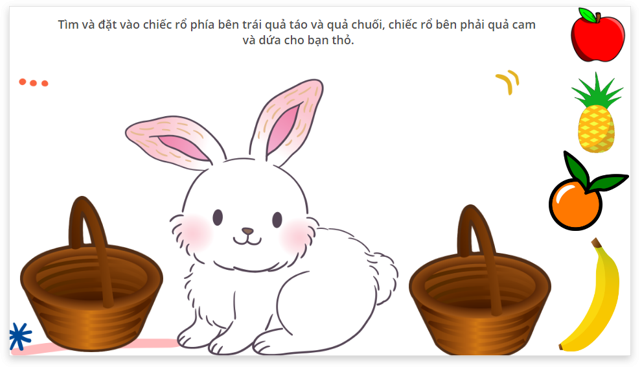 Tìm và đặt vào chiếc rổ phía bên trái quả táo và quả chuối, chiếc rổ bên phải quả cam
và dứa cho bạn thỏ.